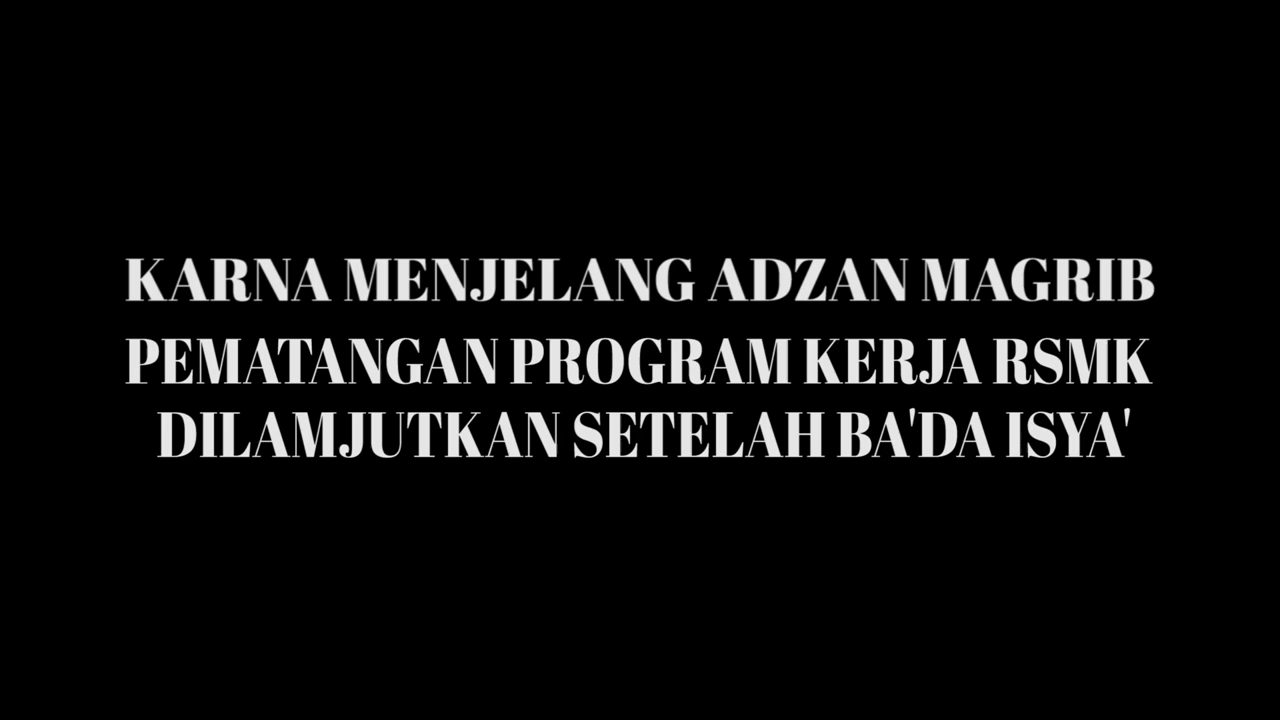 KARNA MENJELANG ADZAN MAGRIB
PEMATANGAN PROGRAM KERJA RSMK
DILAMJUTKAN SETELAH BA'DA ISYA'